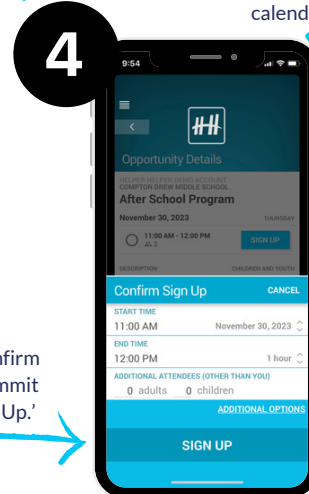 calend
4
9:54
Opportunity Details
HELPER HELPER DEMO ACCOUNT
COMPTON DREW MIDDLE SCHOOL
After School Program
November 30, 2023 THURSDAY
11:00 AM - 12:00 PM SIGN UP
2
DESCRIPTION CHILDREN AND YOUTH
Confirm Sign Up CANCEL
START TIME
11:00 AM November 30, 2023
END TIME
12:00 PM 1 hour
ADDITIONAL ATTENDEES (OTHER THAN YOU)
0 adults 0 children
ADDITIONAL OPTIONS
nfirm
mmit
Up.’
SIGN UP